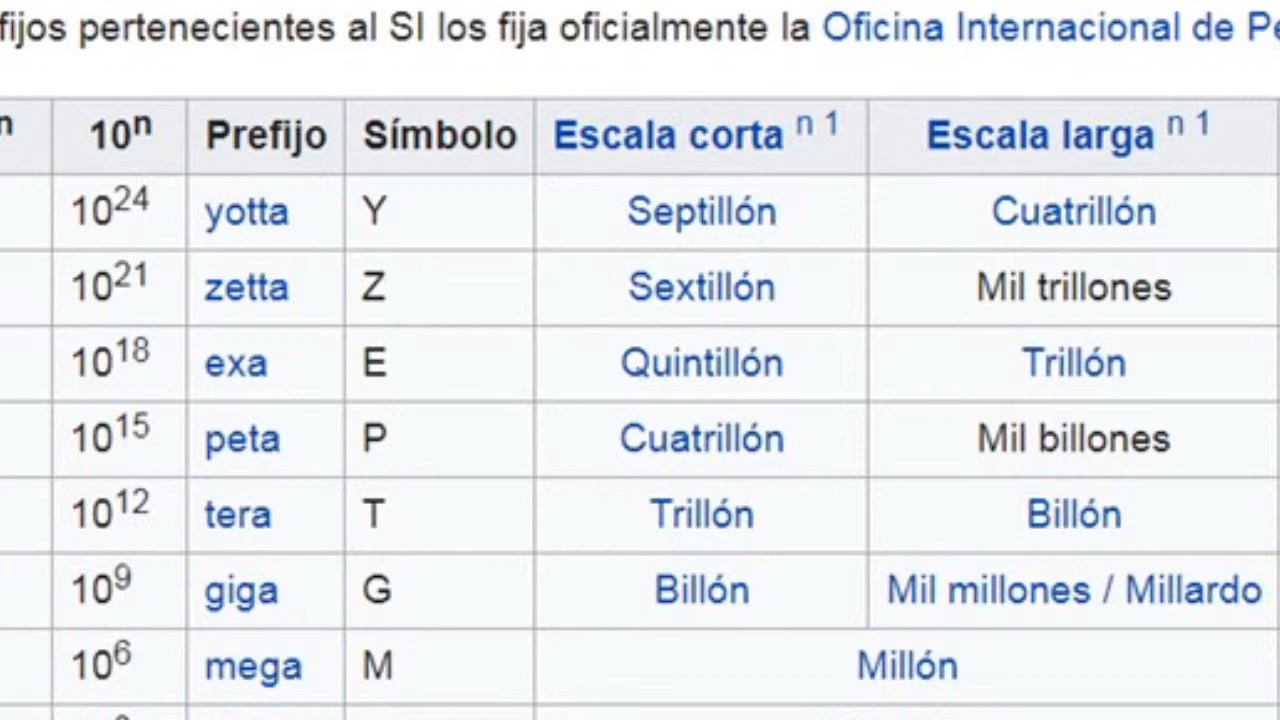 fijos pertenecientes al SI los fija oficialmente la Oficina Internacional de Pe
n 10ⁿ Prefijo Símbolo Escala corta n 1 Escala larga n 1
10²⁴ yotta Y Septillón Cuatrillón
10²¹ zetta Z Sextillón Mil trillones
10¹⁸ exa E Quintillón Trillón
10¹⁵ peta P Cuatrillón Mil billones
10¹² tera T Trillón Billón
10⁹ giga G Billón Mil millones / Millardo
10⁶ mega M Millón